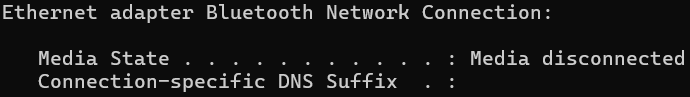 Ethernet adapter Bluetooth Network Connection:
Media State . . . . . . . . . . . : Media disconnected
Connection-specific DNS Suffix  . :